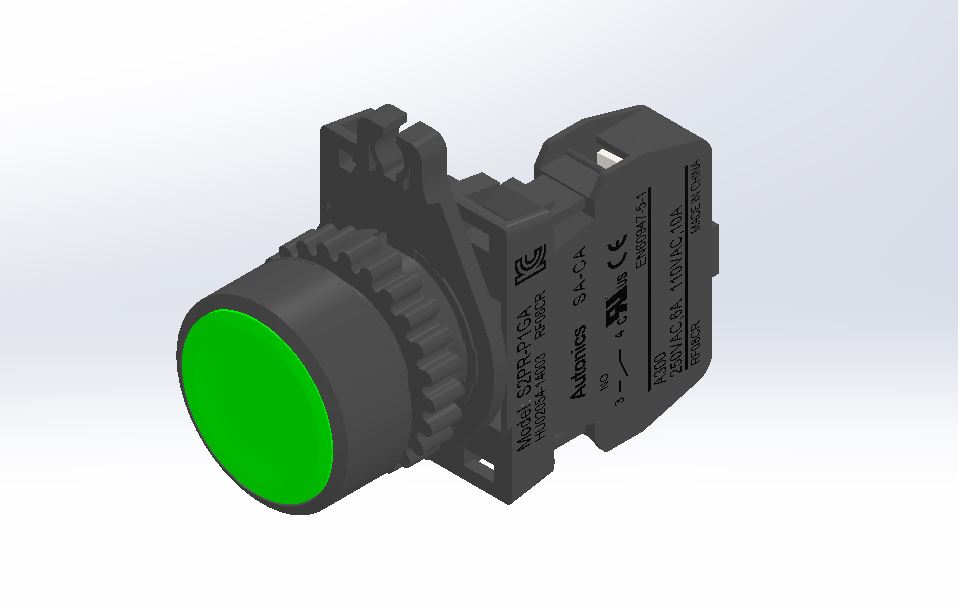 Model: S2PR-P1GA
HU02054-14003 RF08CR
Autonics SA-CA
NO
3 4
C UL US CE
EN60947-5-1
A300
250VAC,6A 110VAC,10A
RF08CR MADE IN CHINA